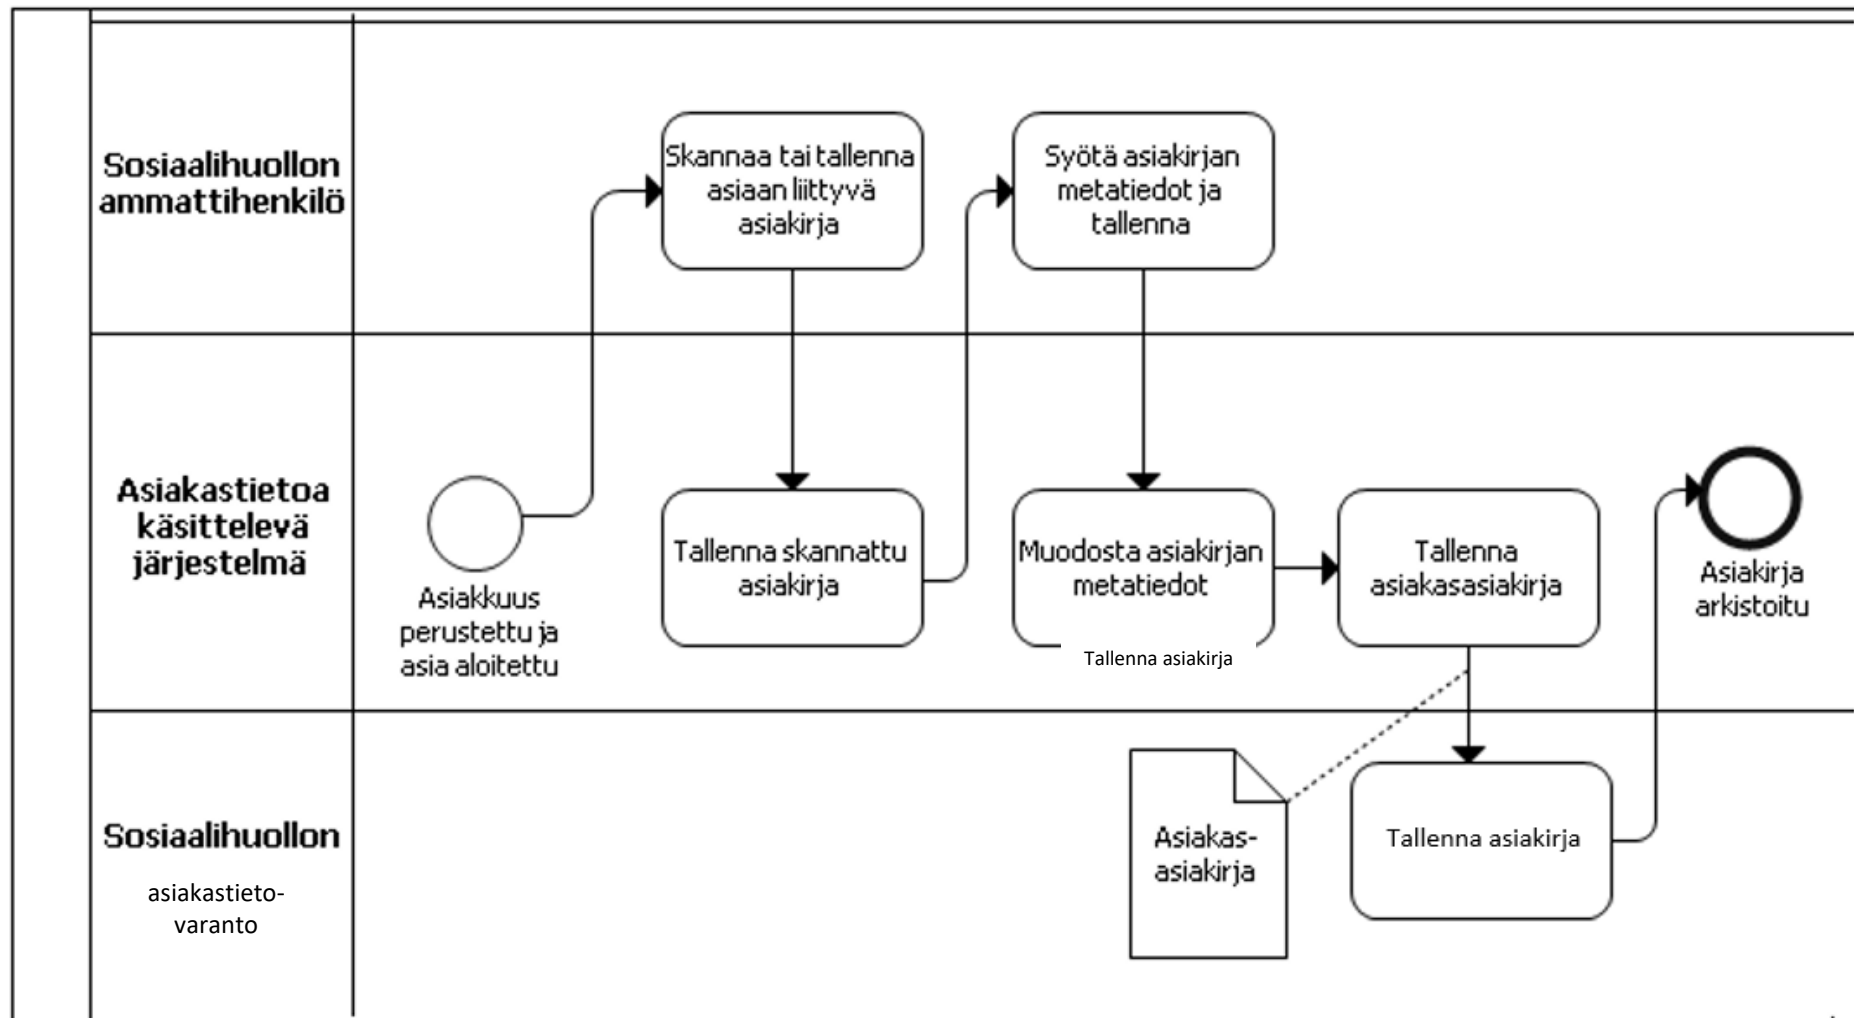 Sosiaalihuollon
ammattihenkilö
Skannaa tai tallenna
asiaan liittyvä
asiakirja
Syötä asiakirjan
metatiedot ja
tallenna
Asiakastietoa
käsittelevä
järjestelmä
Asiakkuus
perustettu ja
asia aloitettu
Tallenna skannattu
asiakirja
Muodosta asiakirjan
metatiedot
Tallenna asiakirja
Tallenna
asiakasasiakirja
Asiakirja
arkistoitu
Sosiaalihuollon
asiakastieto-
varanto
Asiakas-
asiakirja
Tallenna asiakirja